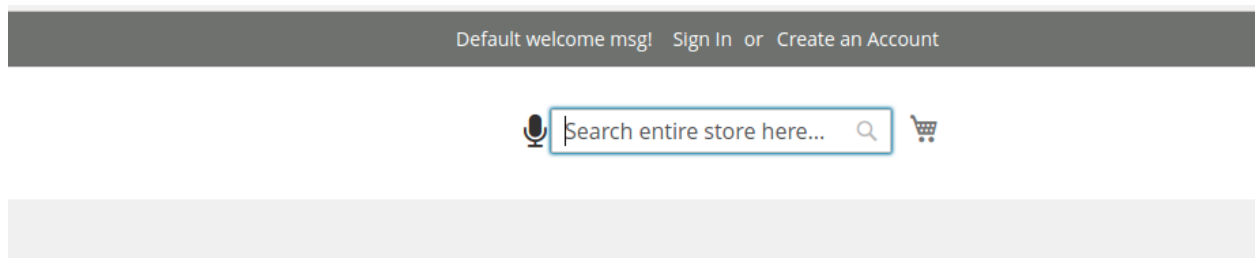 Default welcome msg! Sign In or Create an Account
Search entire store here...